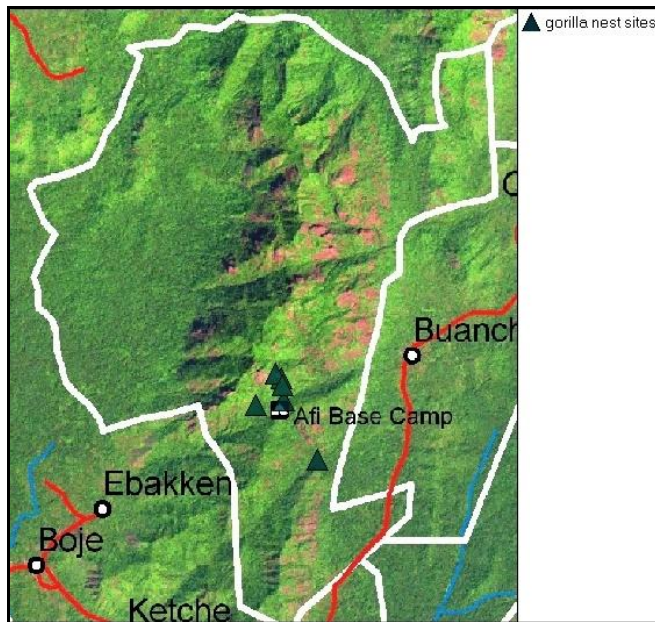 gorilla nest sites
Buanch
Afi Base Camp
Ebakken
Boje
Ketche